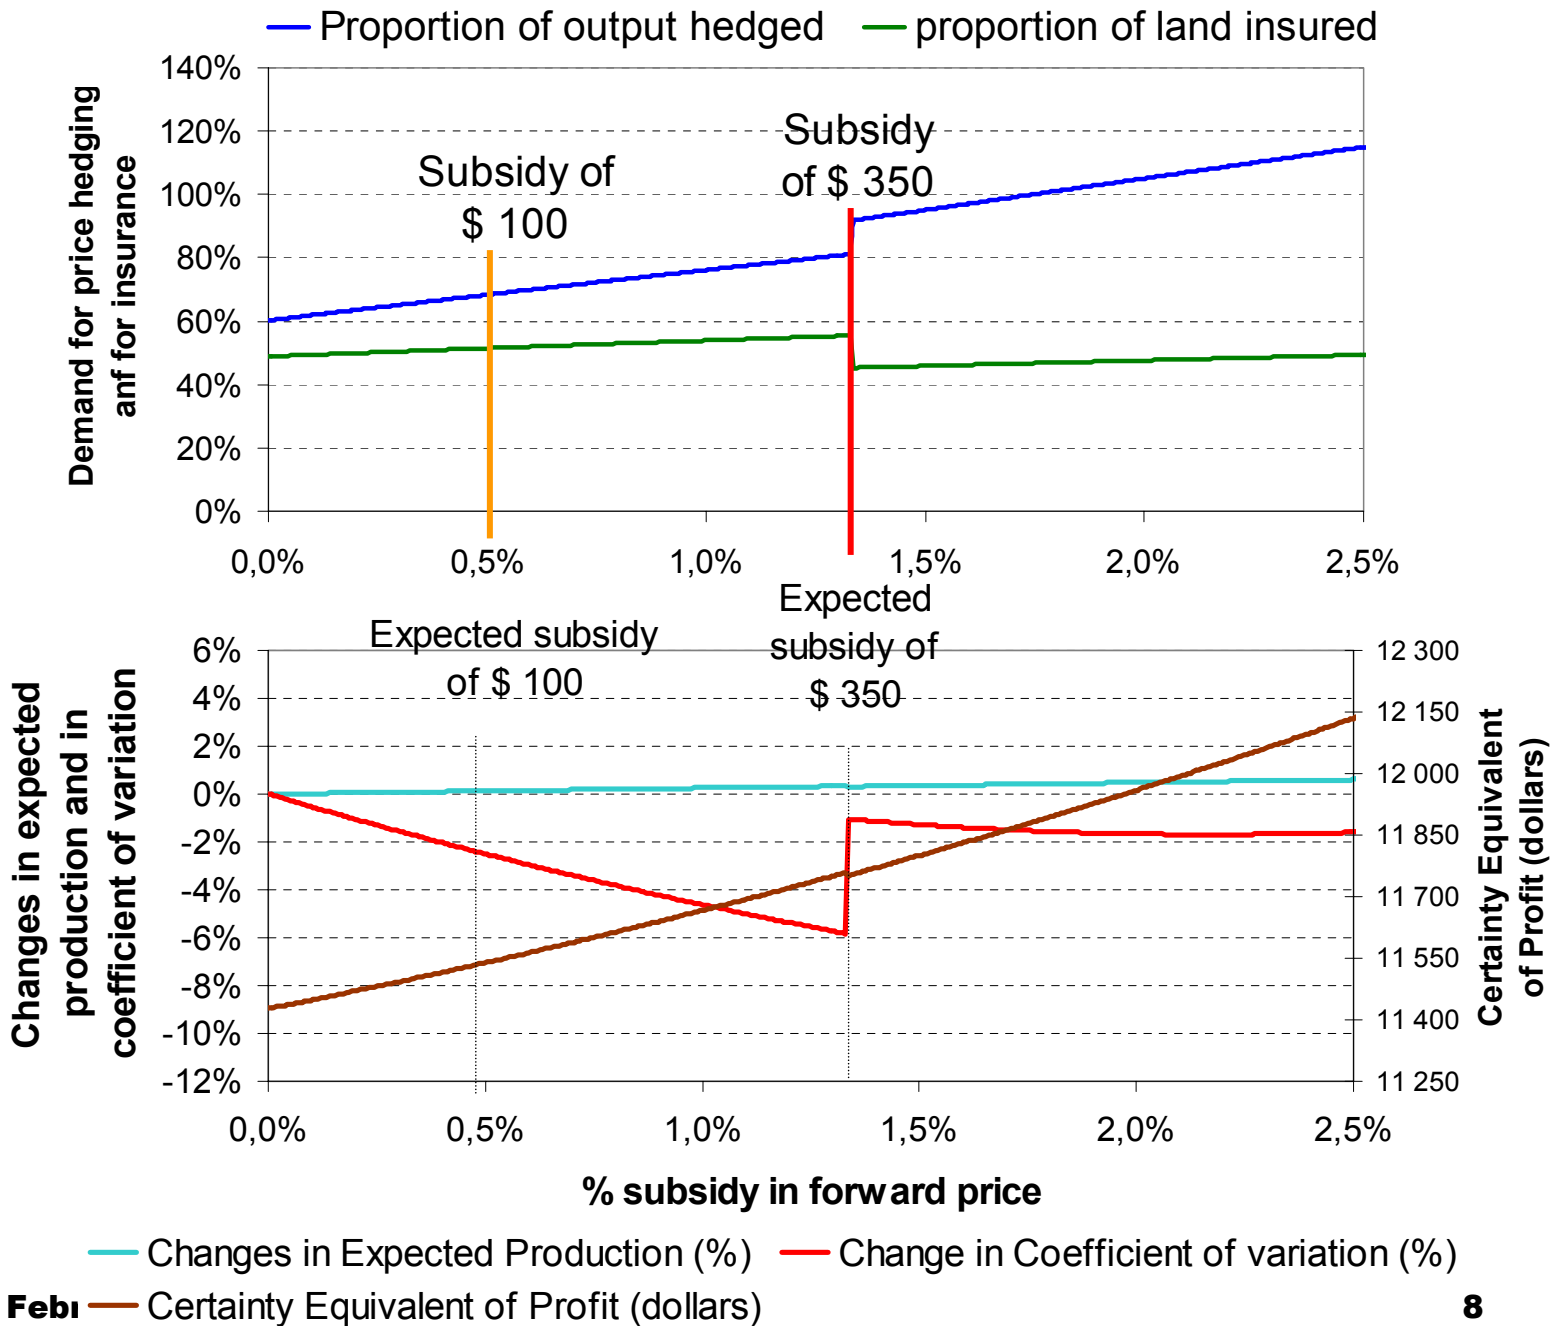 Proportion of output hedged proportion of land insured
140%
120%
100%
80%
60%
40%
20%
0%
Demand for price hedging
anf for insurance
Subsidy of
$ 100
Subsidy
of $ 350
0,0% 0,5% 1,0% 1,5% 2,0% 2,5%
Expected subsidy
of $ 100
Expected
subsidy of
$ 350
6%
4%
2%
0%
-2%
-4%
-6%
-8%
-10%
-12%
Changes in expected
production and in
coefficient of variation
12 300
12 150
12 000
11 850
11 700
11 550
11 400
11 250
Certainty Equivalent
of Profit (dollars)
0,0% 0,5% 1,0% 1,5% 2,0% 2,5%
% subsidy in forward price
Changes in Expected Production (%) Change in Coefficient of variation (%)
Certainty Equivalent of Profit (dollars)
8